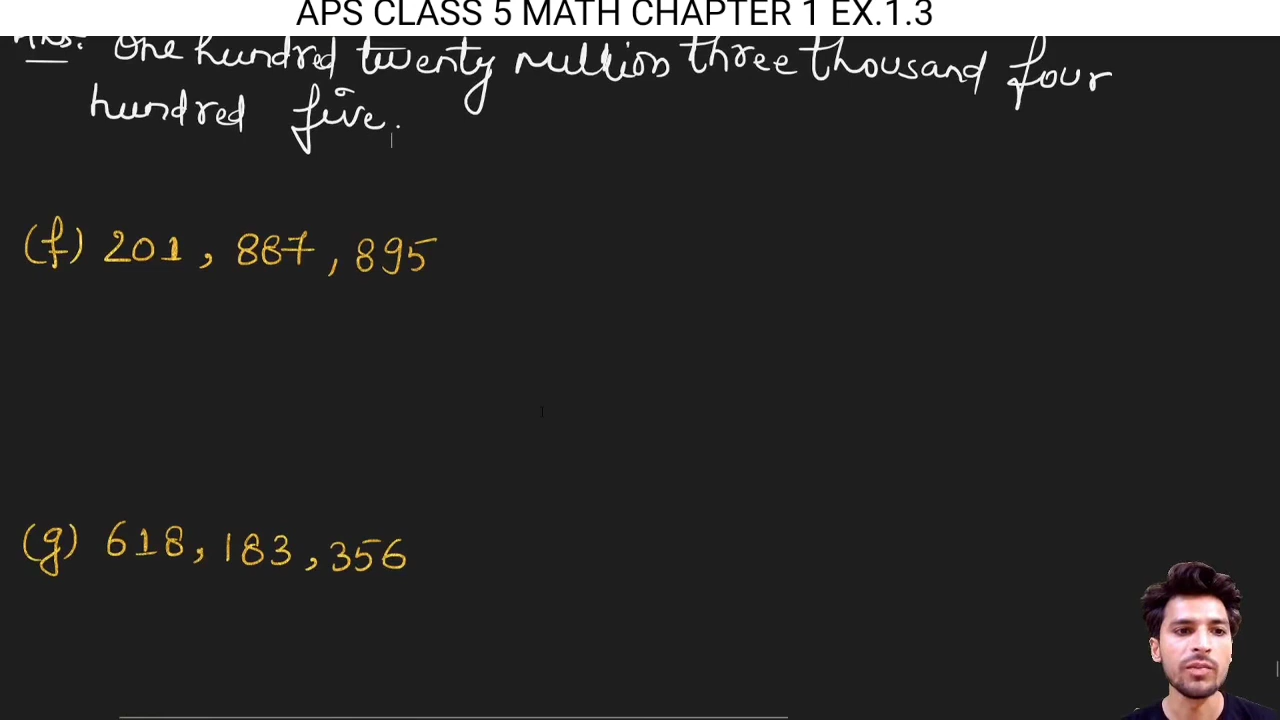 APS CLASS 5 MATH CHAPTER 1 EX.1.3
Ans: One hundred twenty million three thousand four
hundred five.
(f) 201, 887, 895
(g) 618, 183, 356